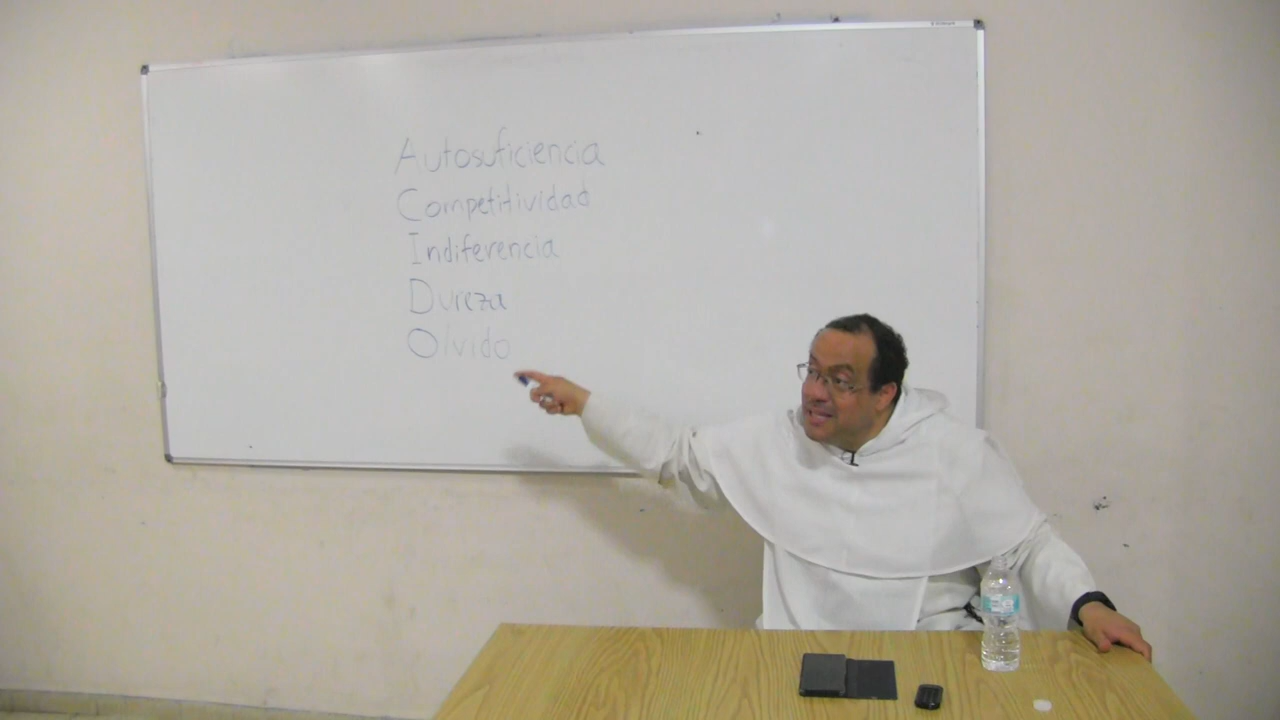 Autosuficiencia
Competitividad
Indiferencia
Dureza
Olvido